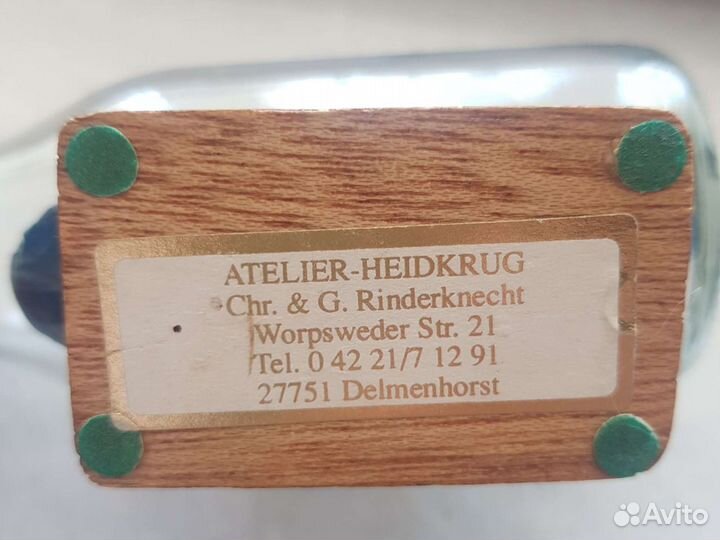 ATELIER-HEIDKRUG
Chr. & G. Rinderknecht
Worpsweder Str. 21
Tel. 0 42 21/7 12 91
27751 Delmenhorst
Avito